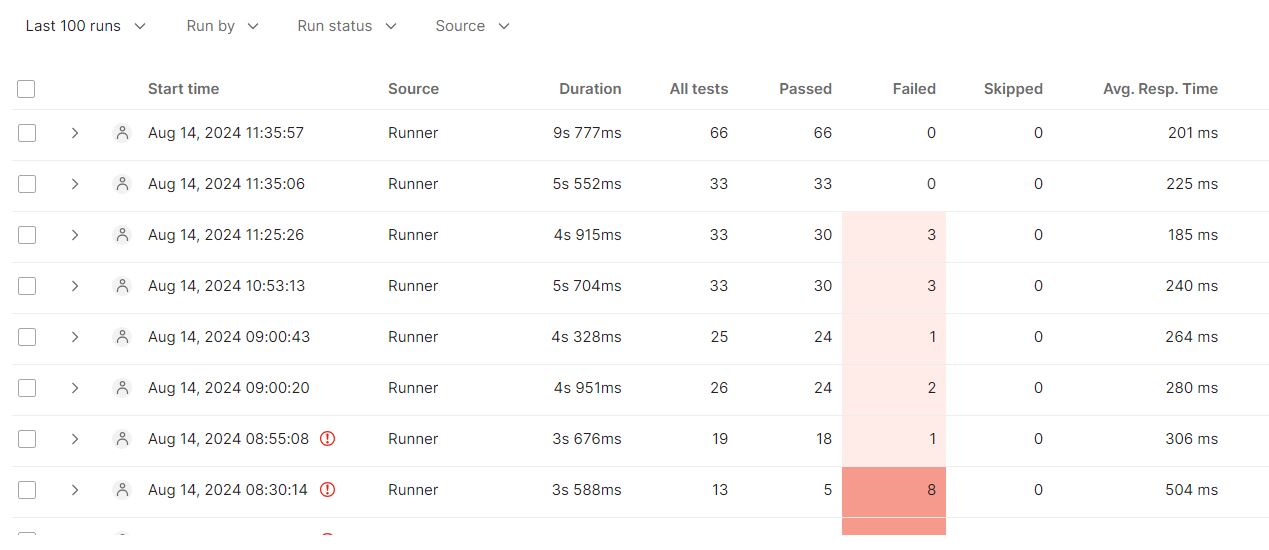 Last 100 runs Run by Run status Source
Start time Source Duration All tests Passed Failed Skipped Avg. Resp. Time
Aug 14, 2024 11:35:57 Runner 9s 777ms 66 66 0 0 201 ms
Aug 14, 2024 11:35:06 Runner 5s 552ms 33 33 0 0 225 ms
Aug 14, 2024 11:25:26 Runner 4s 915ms 33 30 3 0 185 ms
Aug 14, 2024 10:53:13 Runner 5s 704ms 33 30 3 0 240 ms
Aug 14, 2024 09:00:43 Runner 4s 328ms 25 24 1 0 264 ms
Aug 14, 2024 09:00:20 Runner 4s 951ms 26 24 2 0 280 ms
Aug 14, 2024 08:55:08 Runner 3s 676ms 19 18 1 0 306 ms
Aug 14, 2024 08:30:14 Runner 3s 588ms 13 5 8 0 504 ms